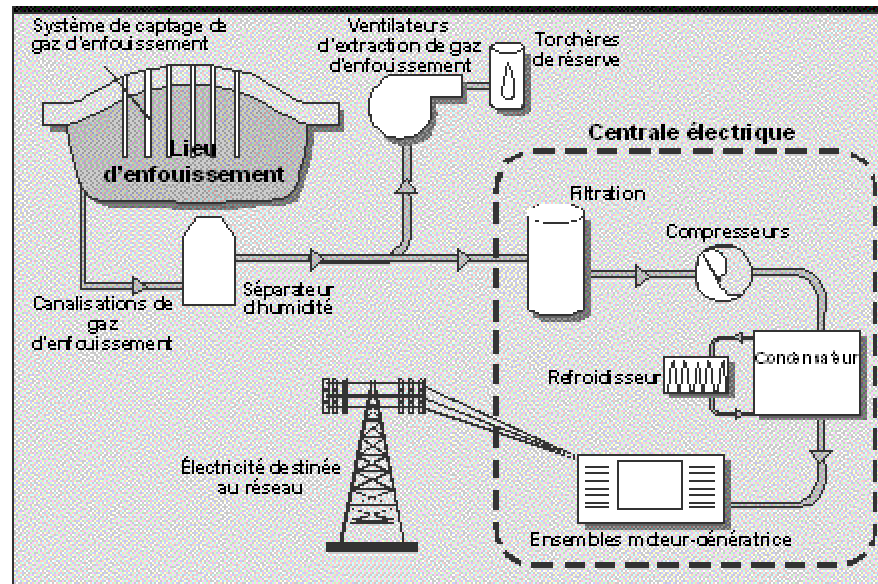 Système de captage de
gaz d'enfouissement
Ventilateurs
d'extraction de gaz
d'enfouissement
Torchères
de réserve
Lieu
d'enfouissement
Centrale électrique
Filtration
Compresseurs
Canalisations de
gaz
d'enfouissement
Séparateur
d'humidité
Refroidisseur
Condensateur
Électricité destinée
au réseau
Ensembles moteur-génératrice